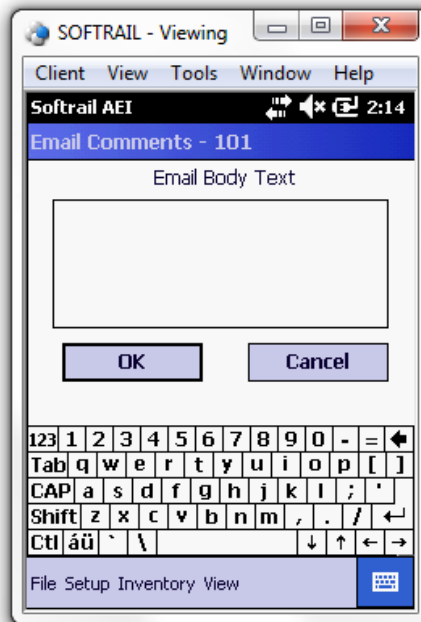 SOFTRAIL - Viewing
Client View Tools Window Help
Softrail AEI 2:14
Email Comments - 101
Email Body Text
OK Cancel
123 1 2 3 4 5 6 7 8 9 0 - =
Tab q w e r t y u i o p [ ]
CAP a s d f g h j k l ; '
Shift z x c v b n m , . /
Ctl áü ` \
File Setup Inventory View